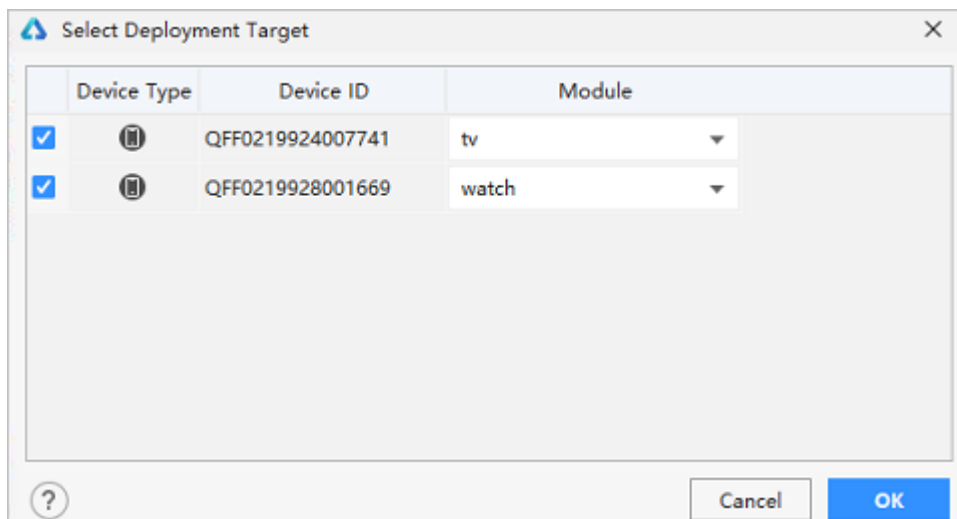 Select Deployment Target
Device Type Device ID Module
QFF0219924007741 tv
QFF0219928001669 watch
? Cancel OK